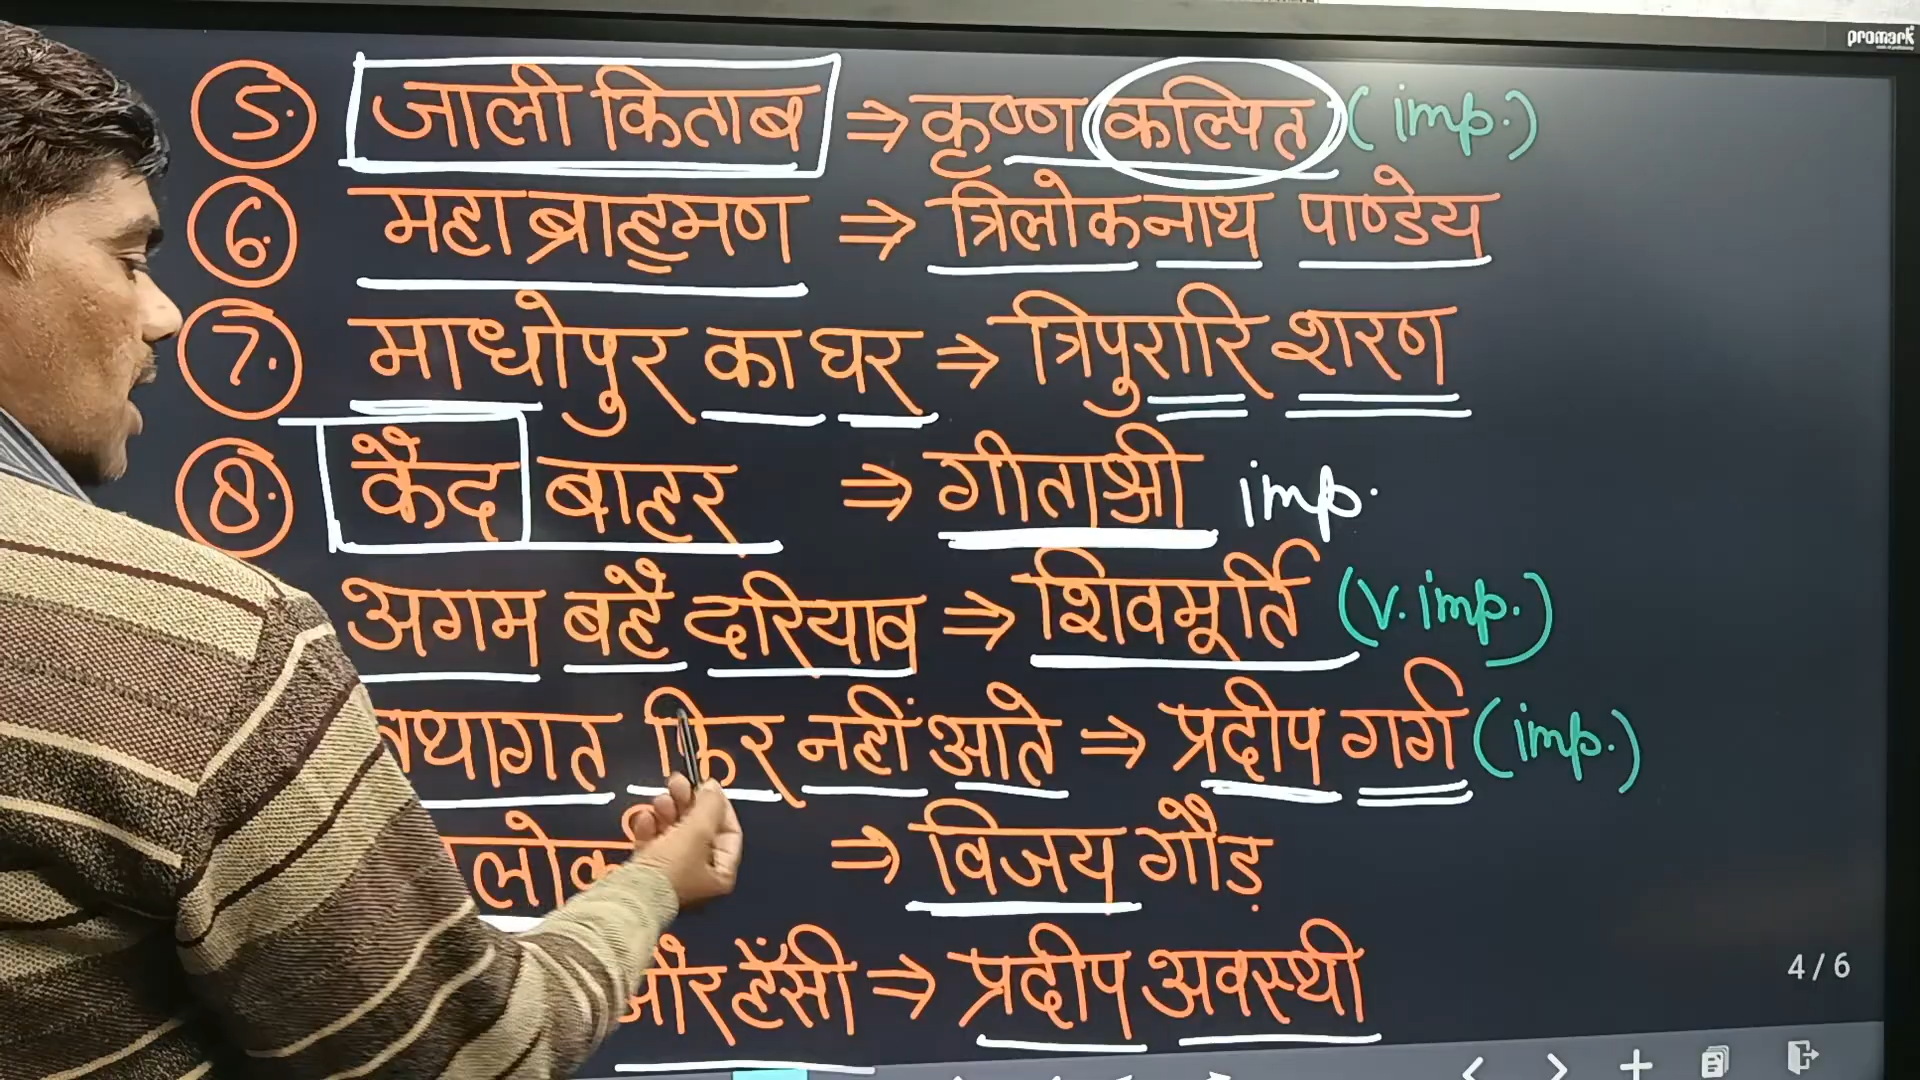 promark
5. जाली किताब ⇒ कृष्ण कल्पित (imp.)
6. महाब्राह्मण ⇒ त्रिलोकनाथ पाण्डेय
7. माधोपुर का घर ⇒ त्रिपुरारि शरण
8. कैद बाहर ⇒ गीताश्री imp.
अगम बहै दरियाव ⇒ शिवमूर्ति (V. imp.)
तथागत फिर नहीं आते ⇒ प्रदीप गर्ग (imp.)
⇒ विजय गौड़
और हँसी ⇒ प्रदीप अवस्थी
4/6